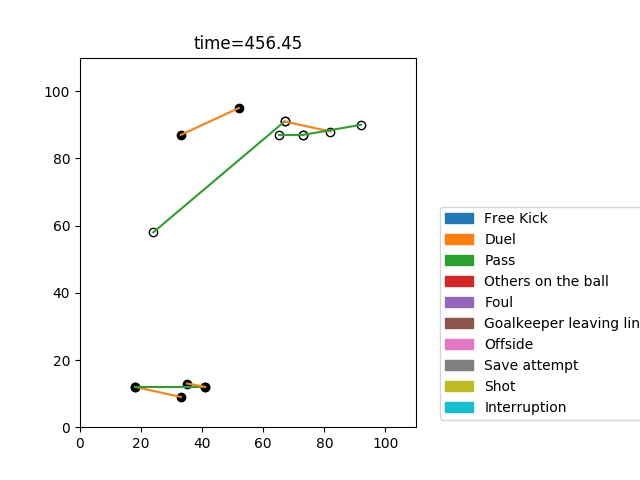 time=456.45
100
80
60
40
20
0
0 20 40 60 80 100
Free Kick
Duel
Pass
Others on the ball
Foul
Goalkeeper leaving lin
Offside
Save attempt
Shot
Interruption